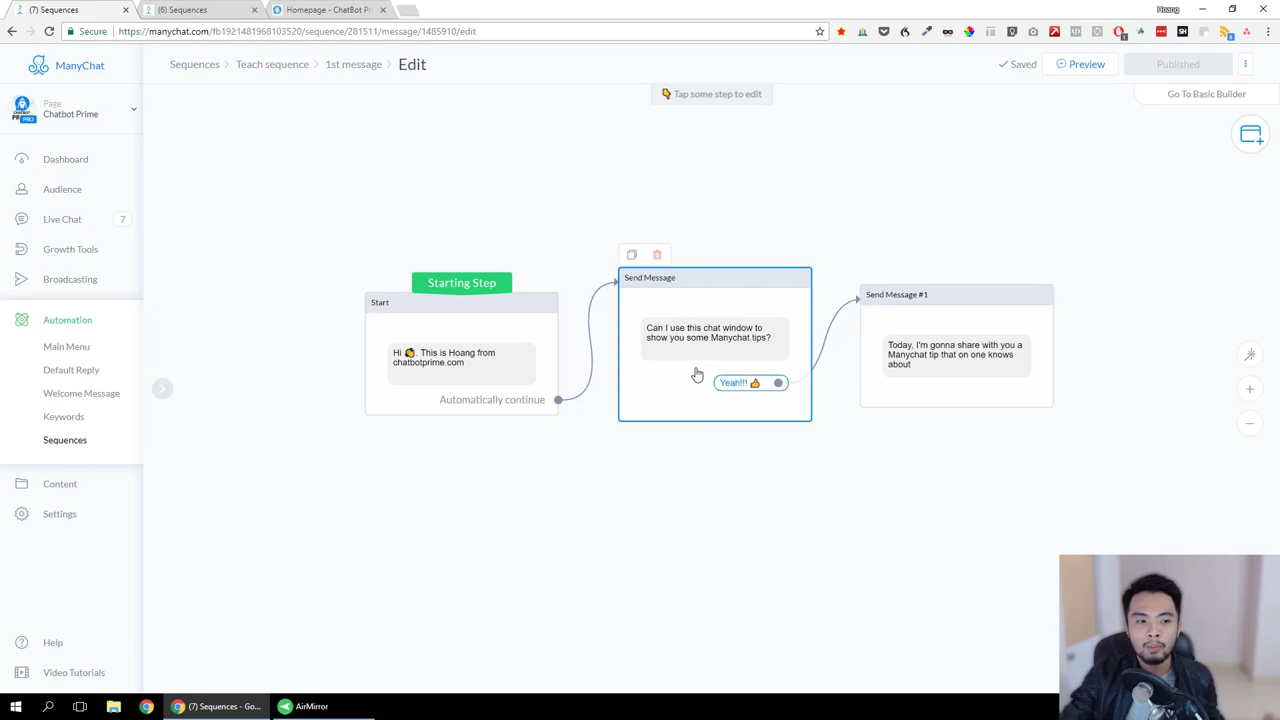 (7) Sequences
(6) Sequences
Homepage - ChatBot Pri
Hoang
Secure
https://manychat.com/fb1921481968103520/sequence/281511/message/1485910/edit
ManyChat
Sequences
Teach sequence
1st message
Edit
Saved
Preview
Published
Tap some step to edit
Go To Basic Builder
Page
Chatbot Prime
PRO
Dashboard
Audience
Live Chat
7
Growth Tools
Broadcasting
Automation
Main Menu
Default Reply
Welcome Message
Keywords
Sequences
Content
Settings
Help
Video Tutorials
Starting Step
Start
Hi 👏. This is Hoang from
chatbotprime.com
Automatically continue
Send Message
Can I use this chat window to
show you some Manychat tips?
Yeah!!! 👍
Send Message #1
Today, I'm gonna share with you a
Manychat tip that on one knows
about
(7) Sequences - Go...
AirMirror